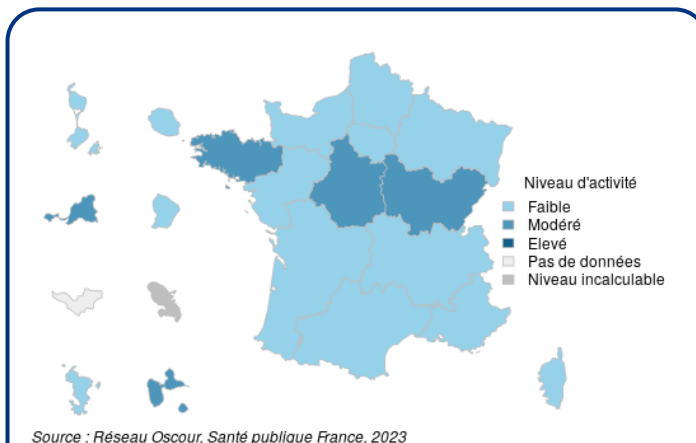 Niveau d'activité
Faible
Modéré
Elevé
Pas de données
Niveau incalculable
Source : Réseau Oscour, Santé publique France, 2023